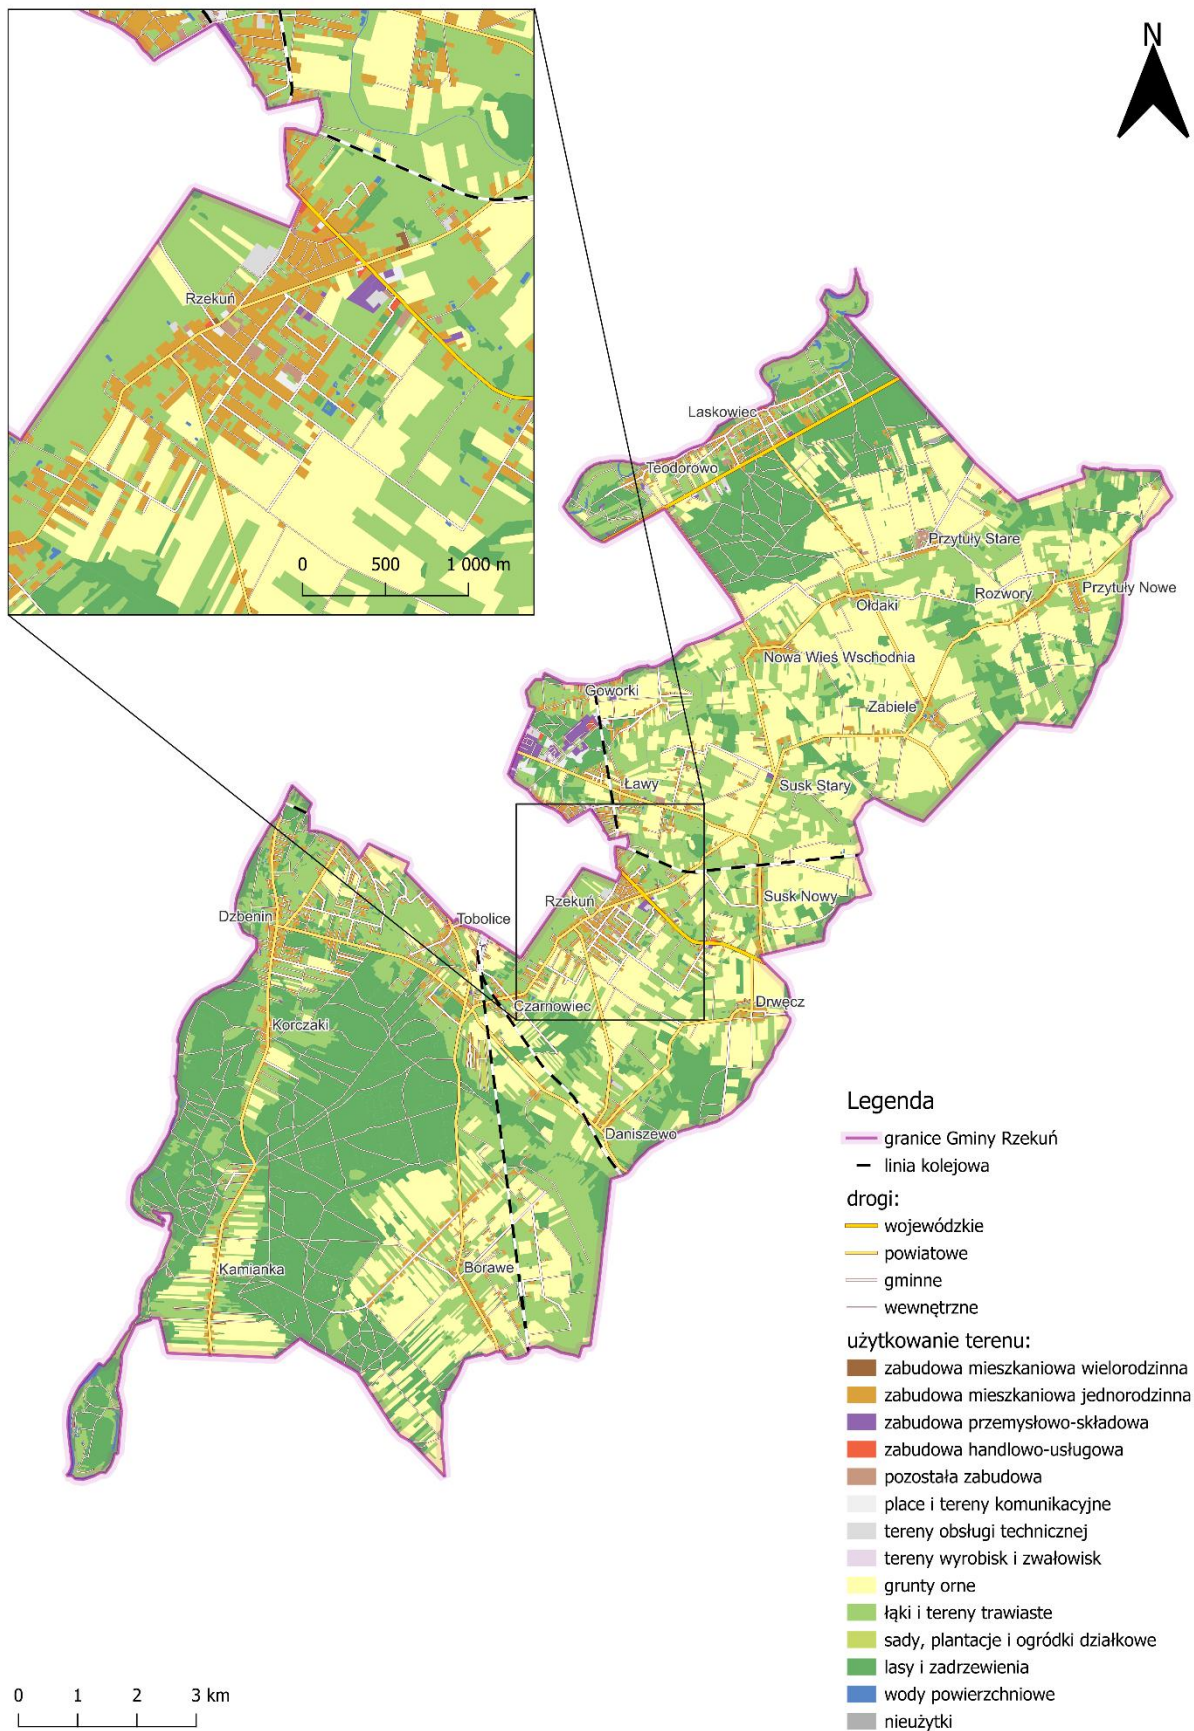 N
Rzekuń
0 500 1 000 m
Laskowiec
Teodorowo
Przytuły Stare
Rozwory
Przytuły Nowe
Ołdaki
Nowa Wieś Wschodnia
Goworki
Zabiele
Ławy
Susk Stary
Rzekuń
Susk Nowy
Dzbenin
Tobolice
Czarnowiec
Drwęcz
Korczaki
Daniszewo
Kamianka
Borawe
Legenda
granice Gminy Rzekuń
linia kolejowa
drogi:
wojewódzkie
powiatowe
gminne
wewnętrzne
użytkowanie terenu:
zabudowa mieszkaniowa wielorodzinna
zabudowa mieszkaniowa jednorodzinna
zabudowa przemysłowo-składowa
zabudowa handlowo-usługowa
pozostała zabudowa
place i tereny komunikacyjne
tereny obsługi technicznej
tereny wyrobisk i zwałowisk
grunty orne
łąki i tereny trawiaste
sady, plantacje i ogródki działkowe
lasy i zadrzewienia
wody powierzchniowe
nieużytki
0 1 2 3 km